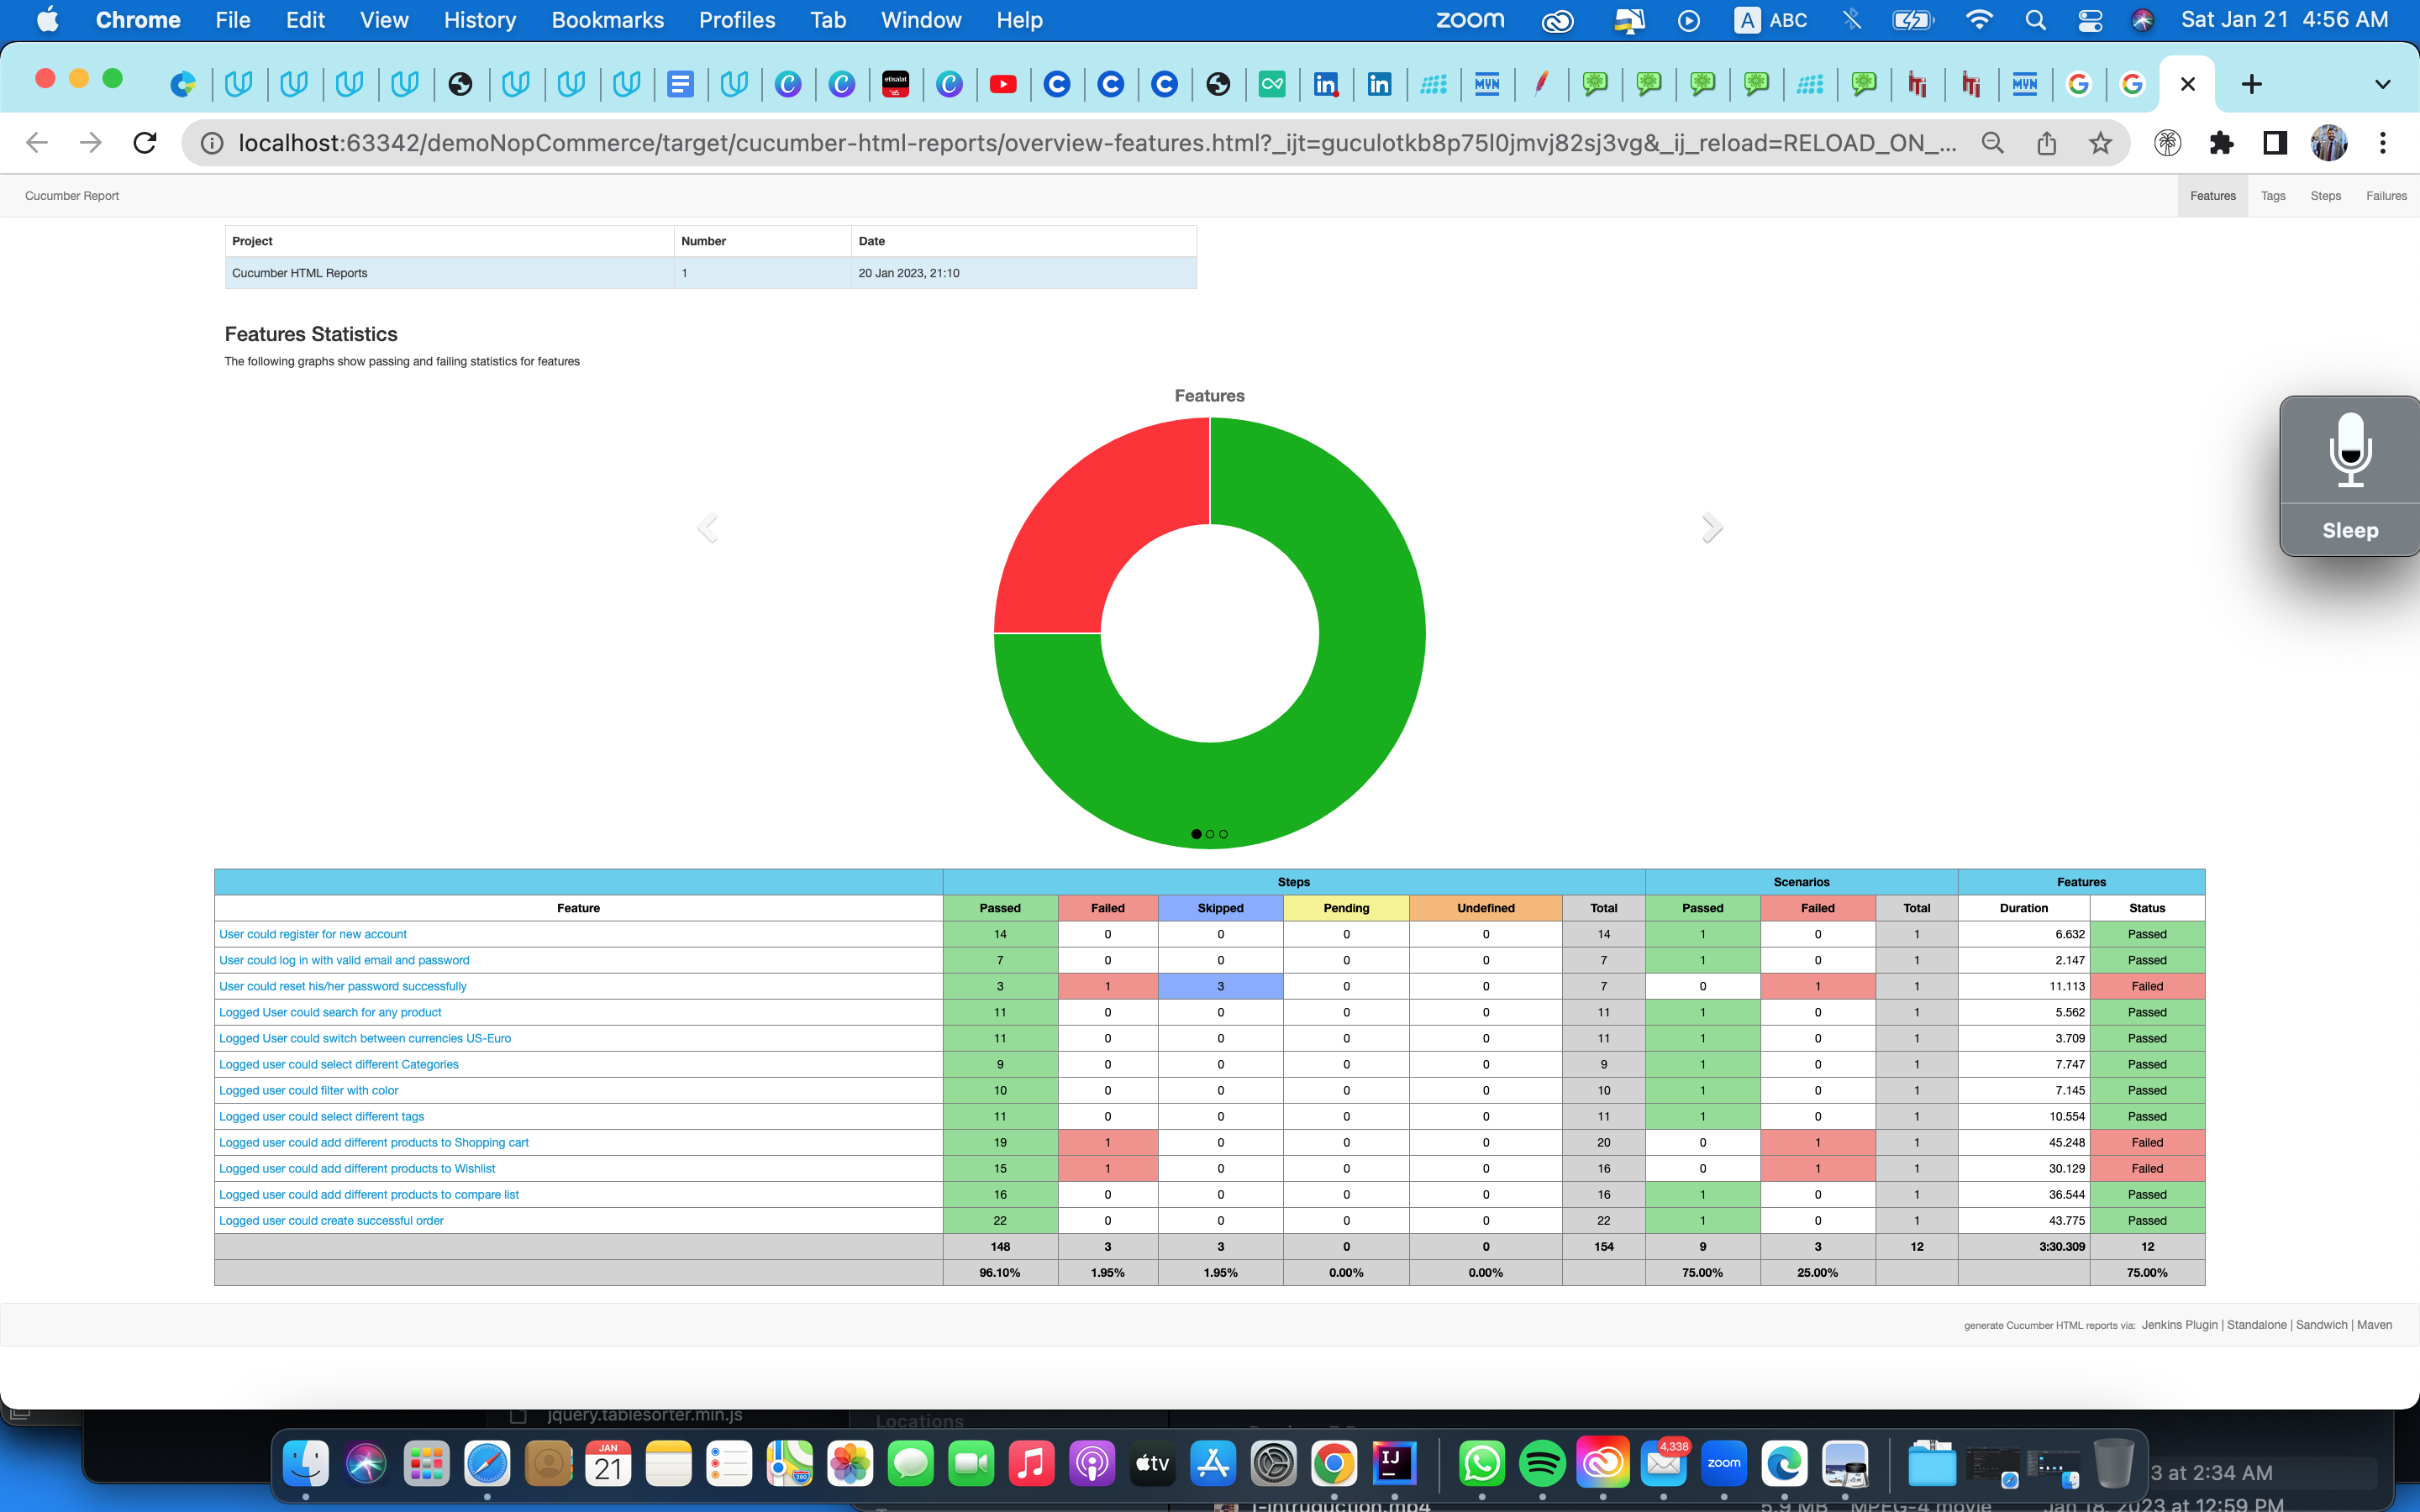 Chrome File Edit View History Bookmarks Profiles Tab Window Help zoom A ABC Sat Jan 21 4:56 AM
localhost:63342/demoNopCommerce/target/cucumber-html-reports/overview-features.html?_ijt=guculotkb8p75l0jmvj82sj3vg&_ij_reload=RELOAD_ON_...
Cucumber Report Features Tags Steps Failures
Project Number Date
Cucumber HTML Reports 1 20 Jan 2023, 21:10
Features Statistics
The following graphs show passing and failing statistics for features
Features
Sleep
Steps Scenarios Features
Feature Passed Failed Skipped Pending Undefined Total Passed Failed Total Duration Status
User could register for new account 14 0 0 0 0 14 1 0 1 6.632 Passed
User could log in with valid email and password 7 0 0 0 0 7 1 0 1 2.147 Passed
User could reset his/her password successfully 3 1 3 0 0 7 0 1 1 11.113 Failed
Logged User could search for any product 11 0 0 0 0 11 1 0 1 5.562 Passed
Logged User could switch between currencies US-Euro 11 0 0 0 0 11 1 0 1 3.709 Passed
Logged user could select different Categories 9 0 0 0 0 9 1 0 1 7.747 Passed
Logged user could filter with color 10 0 0 0 0 10 1 0 1 7.145 Passed
Logged user could select different tags 11 0 0 0 0 11 1 0 1 10.554 Passed
Logged user could add different products to Shopping cart 19 1 0 0 0 20 0 1 1 45.248 Failed
Logged user could add different products to Wishlist 15 1 0 0 0 16 0 1 1 30.129 Failed
Logged user could add different products to compare list 16 0 0 0 0 16 1 0 1 36.544 Passed
Logged user could create successful order 22 0 0 0 0 22 1 0 1 43.775 Passed
148 3 3 0 0 154 9 3 12 3:30.309 12
96.10% 1.95% 1.95% 0.00% 0.00% 75.00% 25.00% 75.00%
generate Cucumber HTML reports via: Jenkins Plugin | Standalone | Sandwich | Maven
jquery.tablesorter.min.js Locations
JAN
21
tv
IJ
4,338
zoom
3 at 2:34 AM
1-intruduction.mp4 5.9 MB MPEG-4 movie Jan 18, 2023 at 12:59 PM